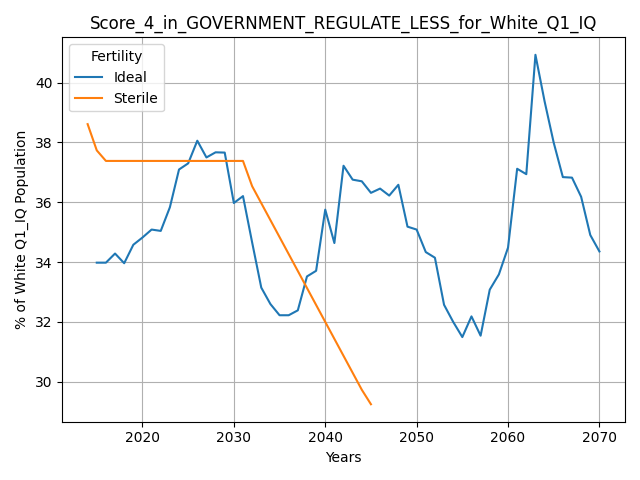 Score_4_in_GOVERNMENT_REGULATE_LESS_for_White_Q1_IQ
Fertility
Ideal
Sterile
% of White Q1_IQ Population
40
38
36
34
32
30
2020 2030 2040 2050 2060 2070
Years